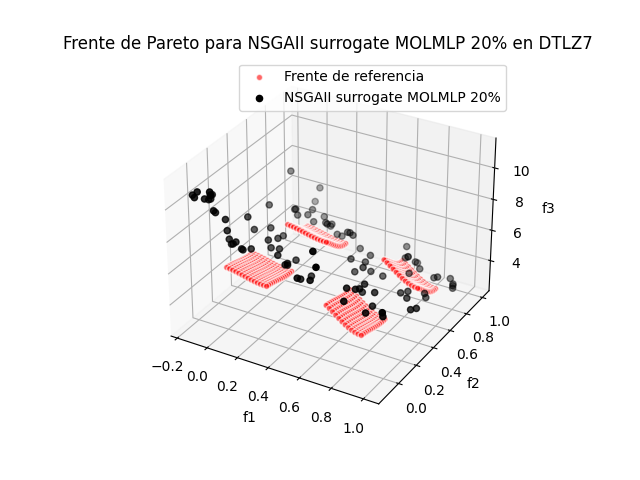 Frente de Pareto para NSGAII surrogate MOLMLP 20% en DTLZ7
Frente de referencia
NSGAII surrogate MOLMLP 20%
10
8
6
4
f3
−0.2
0.0
0.2
0.4
0.6
0.8
1.0
f1
0.0
0.2
0.4
0.6
0.8
1.0
f2